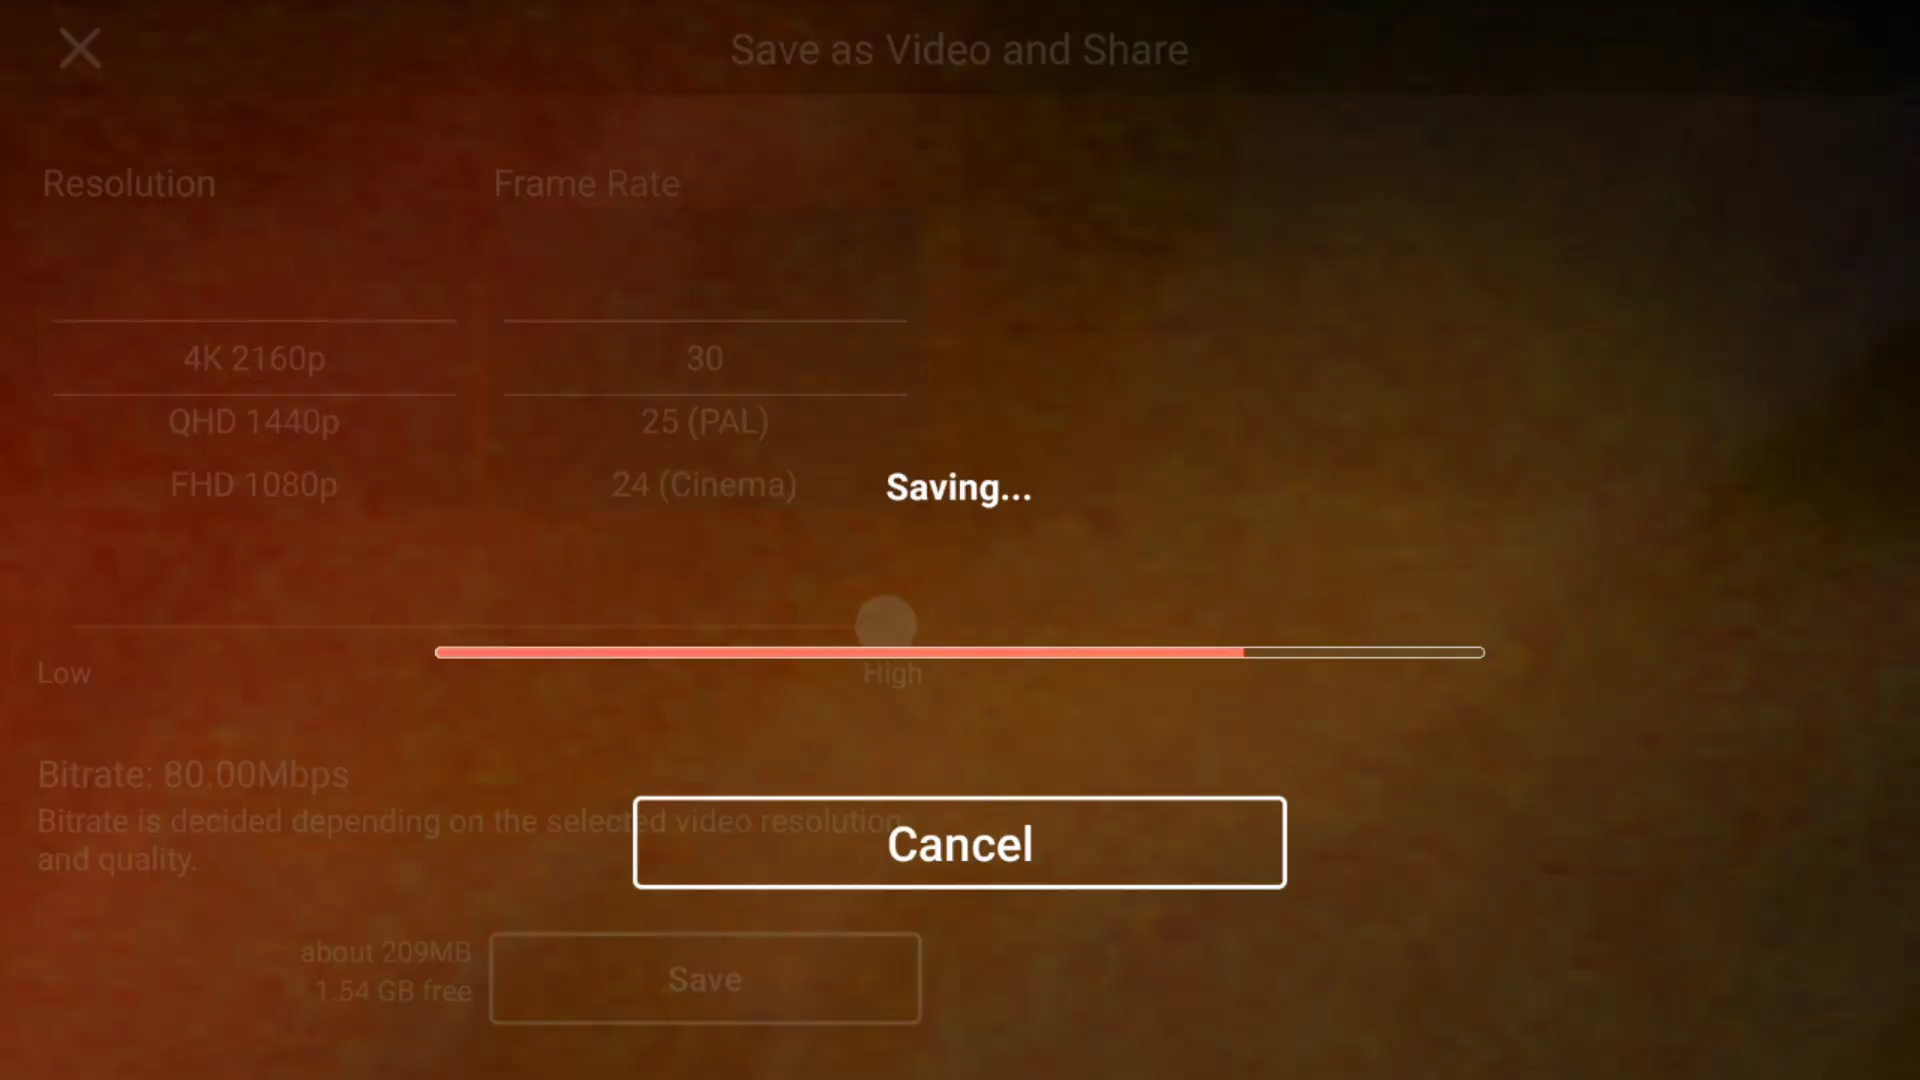 Save as Video and Share
Resolution
Frame Rate
4K 2160p
30
QHD 1440p
25 (PAL)
FHD 1080p
24 (Cinema)
Saving...
Low
High
Bitrate: 80.00Mbps
Bitrate is decided depending on the selected video resolution
and quality.
Cancel
about 209MB
1.54 GB free
Save